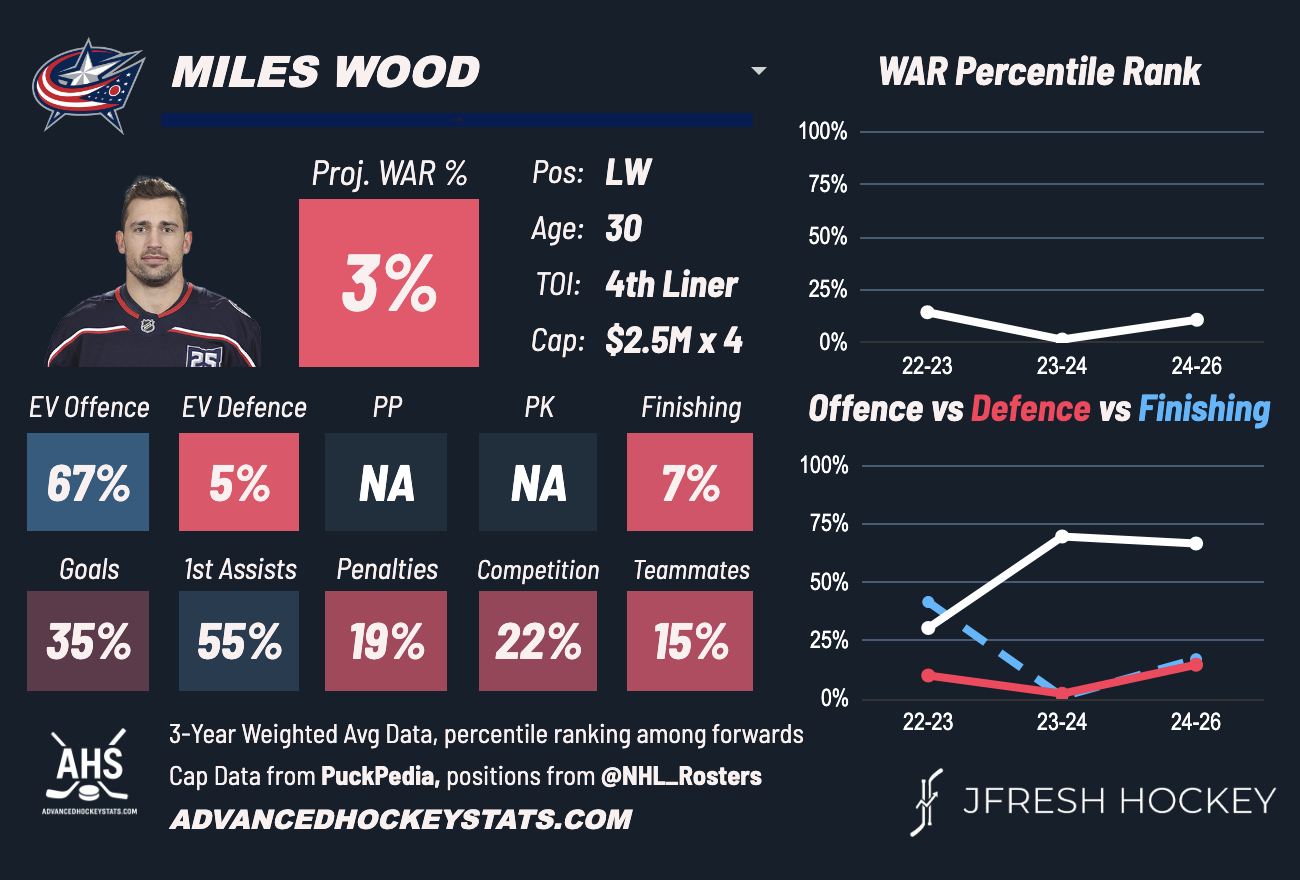 MILES WOOD
Proj. WAR %
3%
Pos: LW
Age: 30
TOI: 4th Liner
Cap: $2.5M x 4
25
EV Offence EV Defence PP PK Finishing
67% 5% NA NA 7%
Goals 1st Assists Penalties Competition Teammates
35% 55% 19% 22% 15%
AHS
ADVANCEDHOCKEYSTATS.COM
3-Year Weighted Avg Data, percentile ranking among forwards
Cap Data from PuckPedia, positions from @NHL_Rosters
ADVANCEDHOCKEYSTATS.COM
WAR Percentile Rank
100%
75%
50%
25%
0%
22-23 23-24 24-26
Offence vs Defence vs Finishing
100%
75%
50%
25%
0%
22-23 23-24 24-26
JFRESH HOCKEY